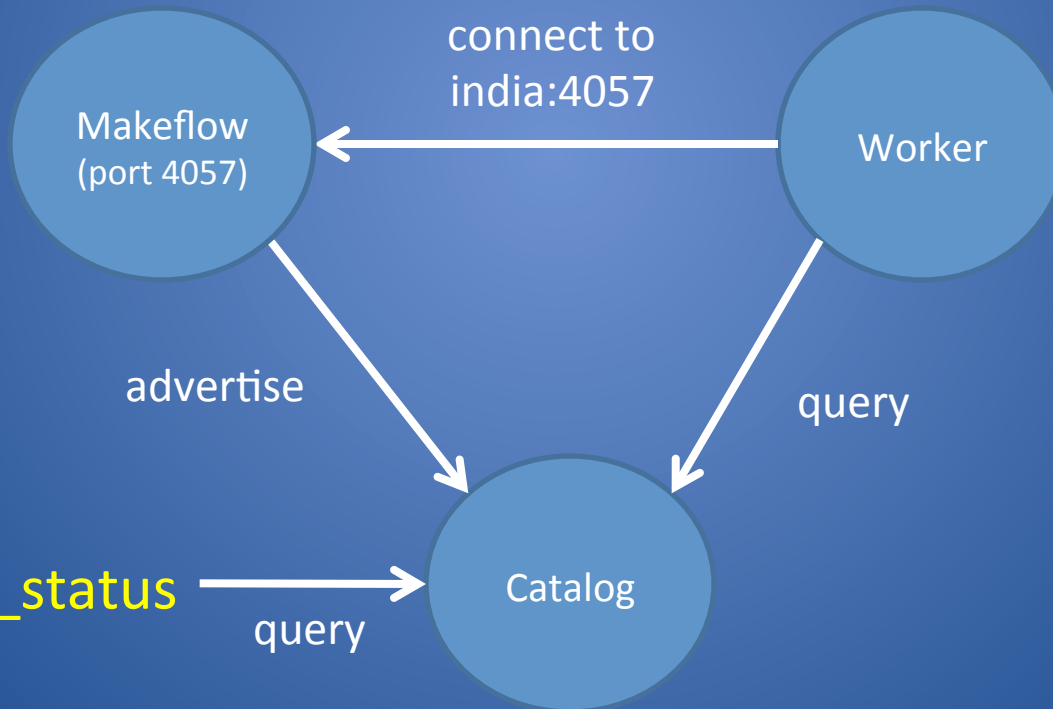 connect to
india:4057
Makeflow
(port 4057)
Worker
advertise
query
_status
query
Catalog